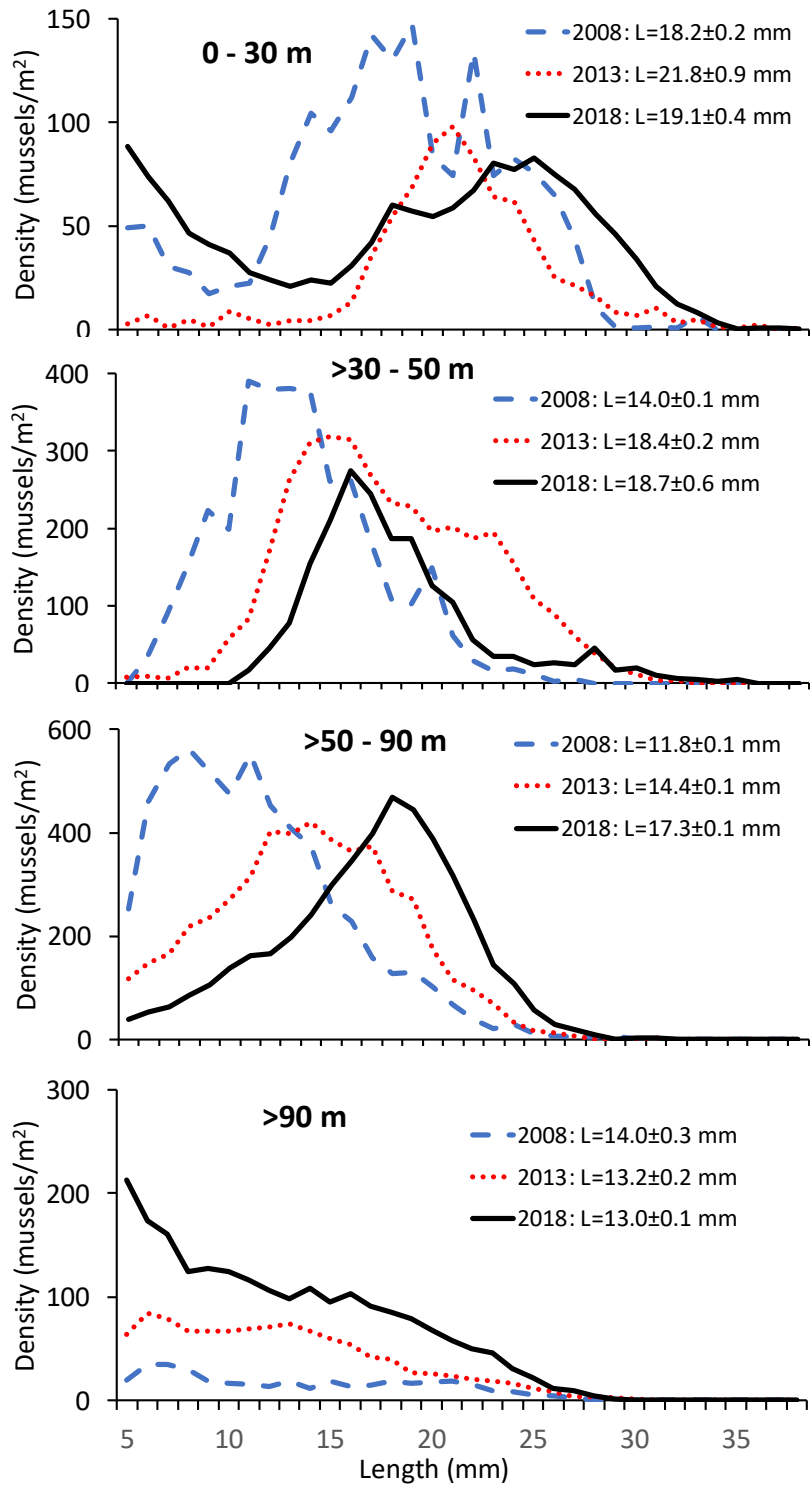 0 - 30 m
2008: L=18.2±0.2 mm
2013: L=21.8±0.9 mm
2018: L=19.1±0.4 mm
Density (mussels/m²)
150
100
50
0
>30 - 50 m
2008: L=14.0±0.1 mm
2013: L=18.4±0.2 mm
2018: L=18.7±0.6 mm
Density (mussels/m²)
400
300
200
100
0
>50 - 90 m
2008: L=11.8±0.1 mm
2013: L=14.4±0.1 mm
2018: L=17.3±0.1 mm
Density (mussels/m²)
600
400
200
0
>90 m
2008: L=14.0±0.3 mm
2013: L=13.2±0.2 mm
2018: L=13.0±0.1 mm
Density (mussels/m²)
300
200
100
0
5 10 15 20 25 30 35
Length (mm)